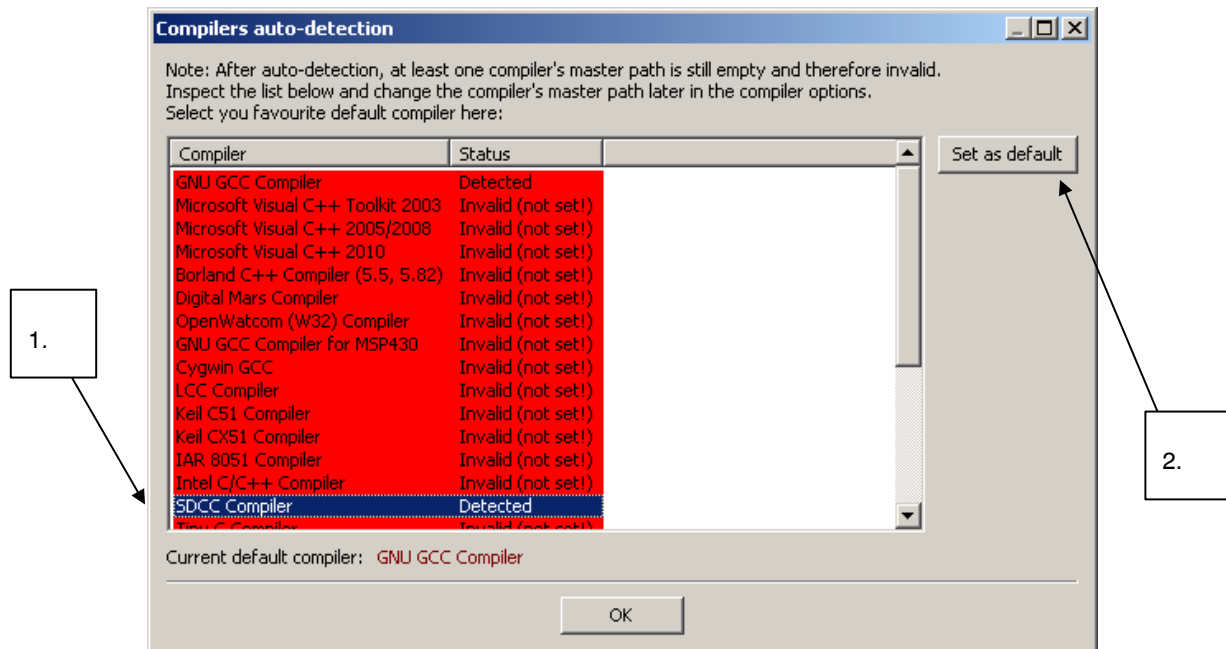 Compilers auto-detection
Note: After auto-detection, at least one compiler's master path is still empty and therefore invalid.
Inspect the list below and change the compiler's master path later in the compiler options.
Select you favourite default compiler here:
Compiler Status
Set as default
GNU GCC Compiler Detected
Microsoft Visual C++ Toolkit 2003 Invalid (not set!)
Microsoft Visual C++ 2005/2008 Invalid (not set!)
Microsoft Visual C++ 2010 Invalid (not set!)
Borland C++ Compiler (5.5, 5.82) Invalid (not set!)
Digital Mars Compiler Invalid (not set!)
OpenWatcom (W32) Compiler Invalid (not set!)
GNU GCC Compiler for MSP430 Invalid (not set!)
Cygwin GCC Invalid (not set!)
LCC Compiler Invalid (not set!)
Keil C51 Compiler Invalid (not set!)
Keil CX51 Compiler Invalid (not set!)
IAR 8051 Compiler Invalid (not set!)
Intel C/C++ Compiler Invalid (not set!)
SDCC Compiler Detected
Tiny C Compiler Invalid (not set!)
Current default compiler: GNU GCC Compiler
OK
1.
2.